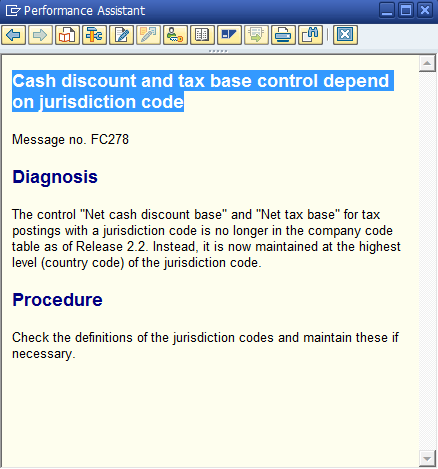 Performance Assistant
Cash discount and tax base control depend
on jurisdiction code
Message no. FC278
Diagnosis
The control "Net cash discount base" and "Net tax base" for tax
postings with a jurisdiction code is no longer in the company code
table as of Release 2.2. Instead, it is now maintained at the highest
level (country code) of the jurisdiction code.
Procedure
Check the definitions of the jurisdiction codes and maintain these if
necessary.